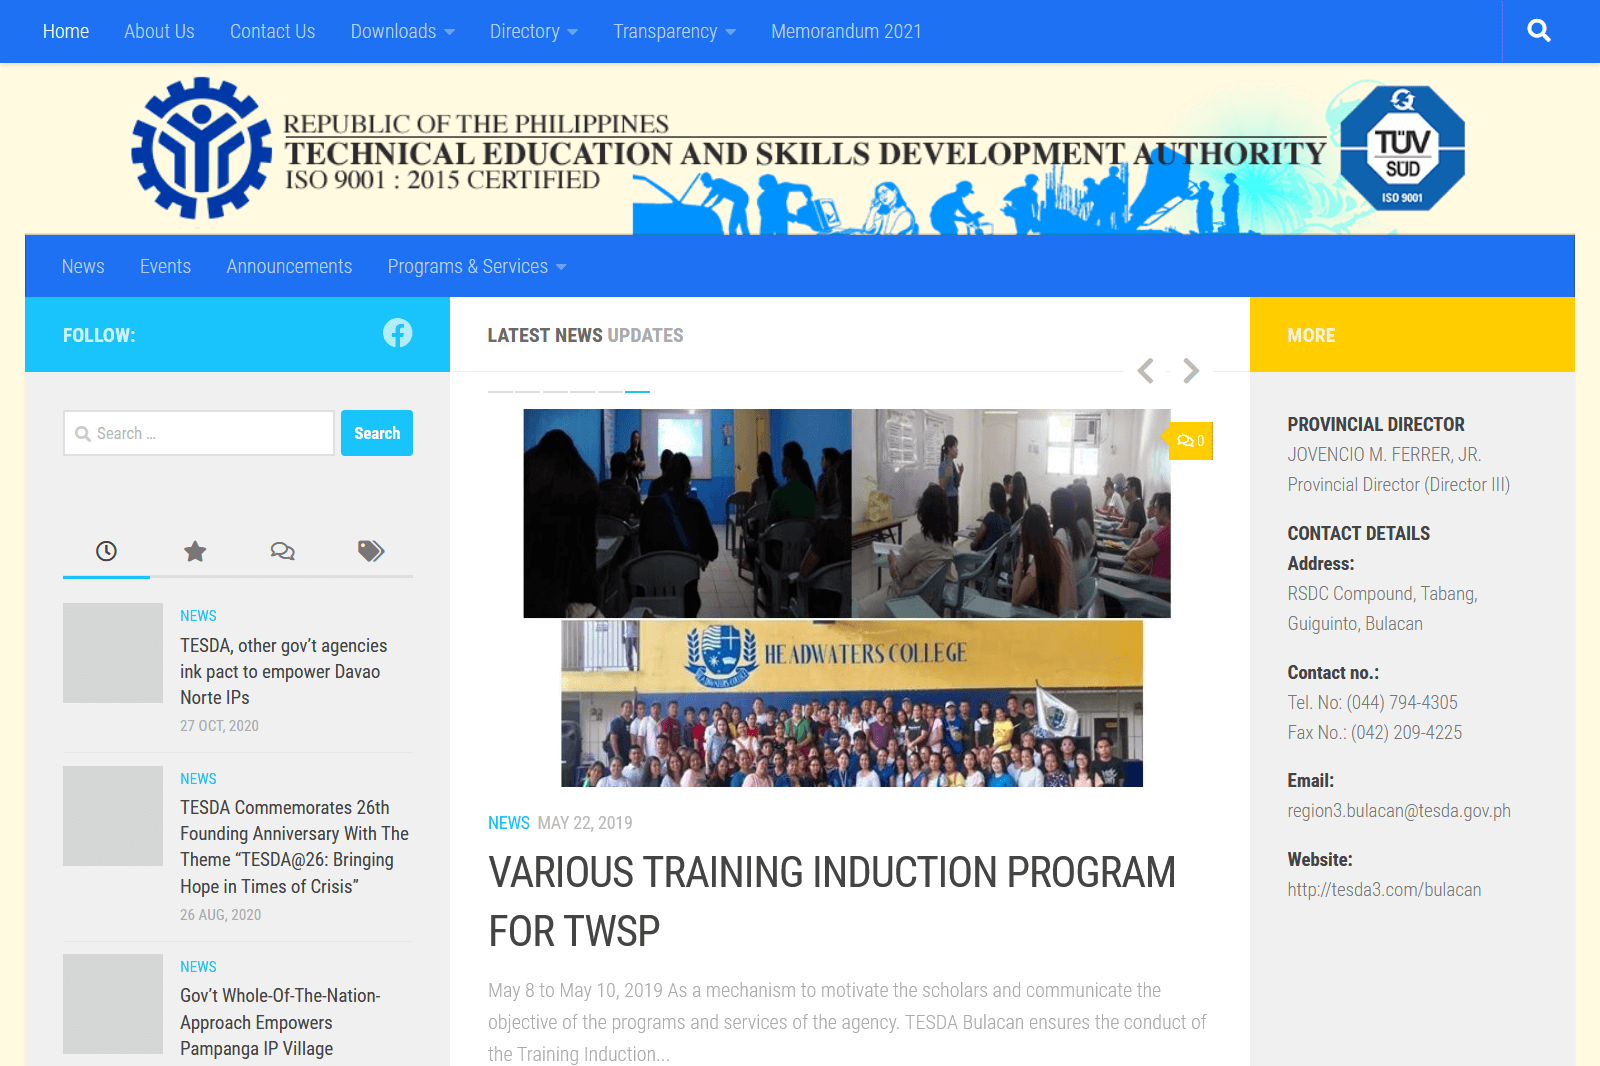 Home About Us Contact Us Downloads Directory Transparency Memorandum 2021
REPUBLIC OF THE PHILIPPINES
TECHNICAL EDUCATION AND SKILLS DEVELOPMENT AUTHORITY
ISO 9001 : 2015 CERTIFIED
TÜV
SÜD
ISO 9001
News Events Announcements Programs & Services
FOLLOW:
Search ...
Search
NEWS
TESDA, other gov’t agencies
ink pact to empower Davao
Norte IPs
27 OCT, 2020
NEWS
TESDA Commemorates 26th
Founding Anniversary With The
Theme “TESDA@26: Bringing
Hope in Times of Crisis”
26 AUG, 2020
NEWS
Gov’t Whole-Of-The-Nation-
Approach Empowers
Pampanga IP Village
LATEST NEWS UPDATES
0
HEADWATERS COLLEGE
NEWS MAY 22, 2019
VARIOUS TRAINING INDUCTION PROGRAM
FOR TWSP
May 8 to May 10, 2019 As a mechanism to motivate the scholars and communicate the
objective of the programs and services of the agency. TESDA Bulacan ensures the conduct of
the Training Induction...
MORE
PROVINCIAL DIRECTOR
JOVENCIO M. FERRER, JR.
Provincial Director (Director III)
CONTACT DETAILS
Address:
RSDC Compound, Tabang,
Guiguinto, Bulacan
Contact no.:
Tel. No: (044) 794-4305
Fax No.: (042) 209-4225
Email:
region3.bulacan@tesda.gov.ph
Website:
http://tesda3.com/bulacan